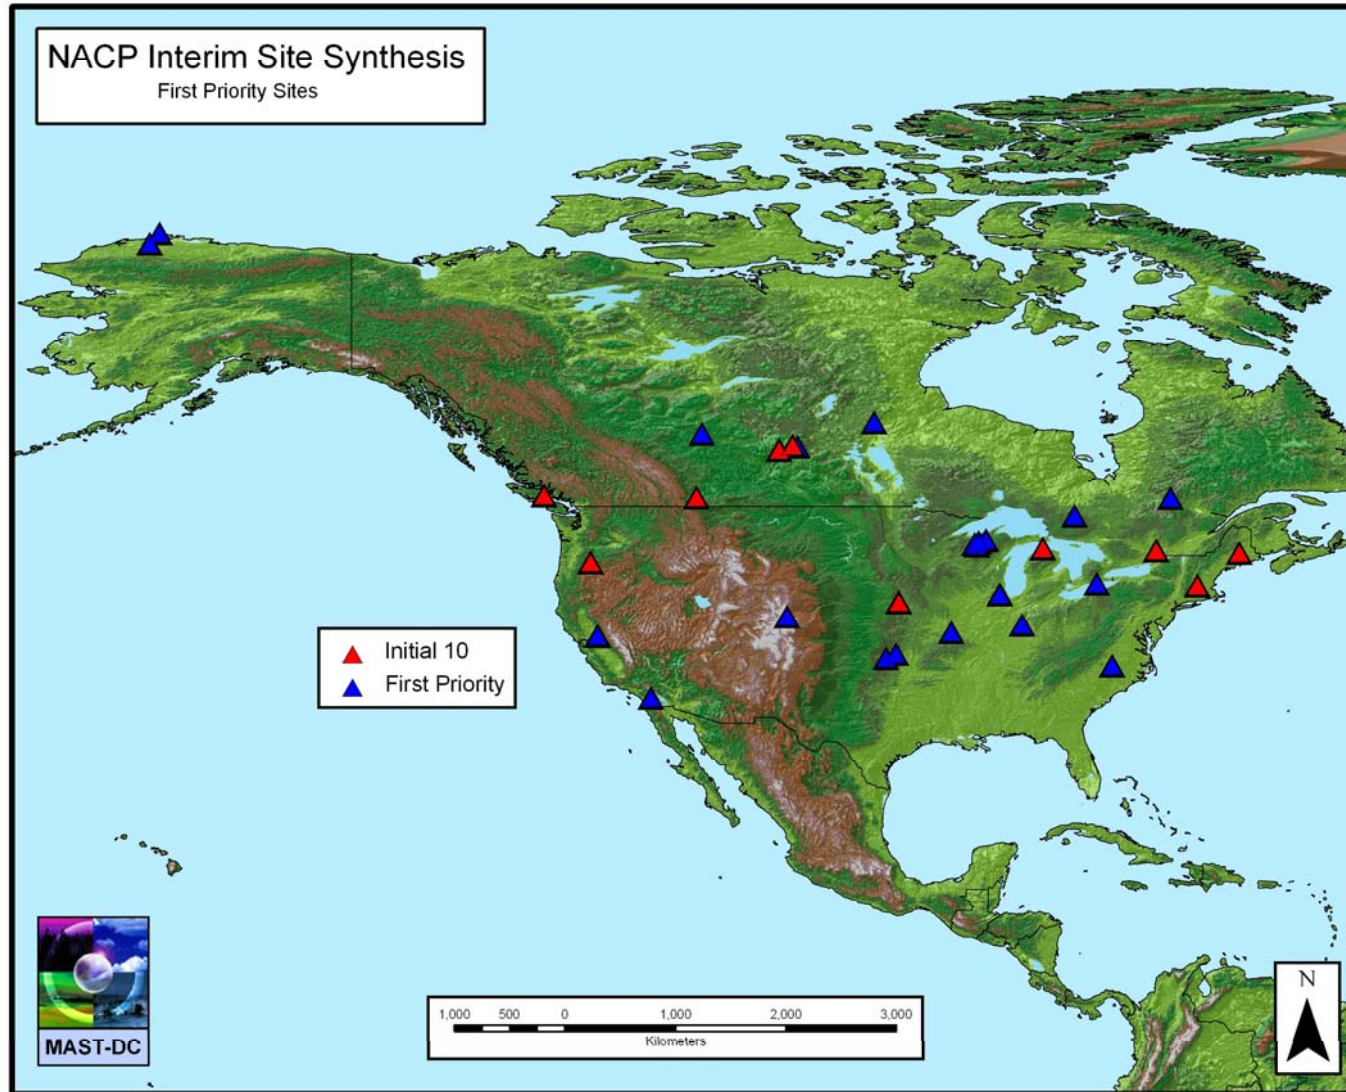 NACP Interim Site Synthesis
First Priority Sites
Initial 10
First Priority
MAST-DC
1,000 500 0 1,000 2,000 3,000
Kilometers
N